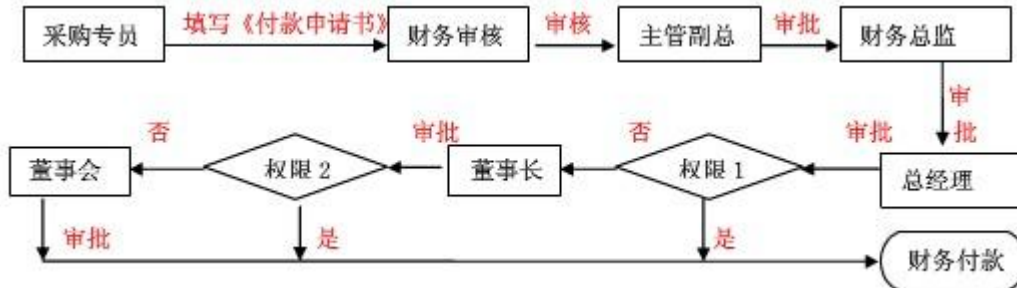 采购专员
填写《付款申请书》
财务审核
审核
主管副总
审批
财务总监
审
批
否
审批
否
审批
董事会
权限2
董事长
权限1
总经理
审批
是
是
财务付款